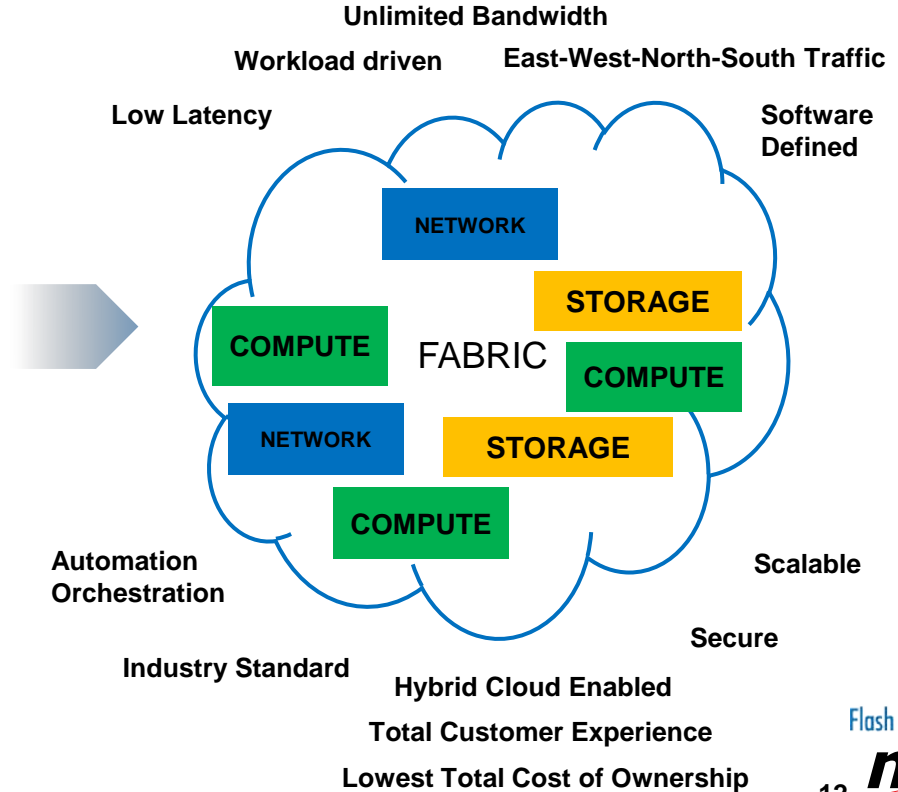 Unlimited Bandwidth
Workload driven
East-West-North-South Traffic
Low Latency
Software
Defined
NETWORK
STORAGE
COMPUTE
FABRIC
COMPUTE
NETWORK
STORAGE
COMPUTE
Automation
Orchestration
Scalable
Secure
Industry Standard
Hybrid Cloud Enabled
Total Customer Experience
Flash
Lowest Total Cost of Ownership